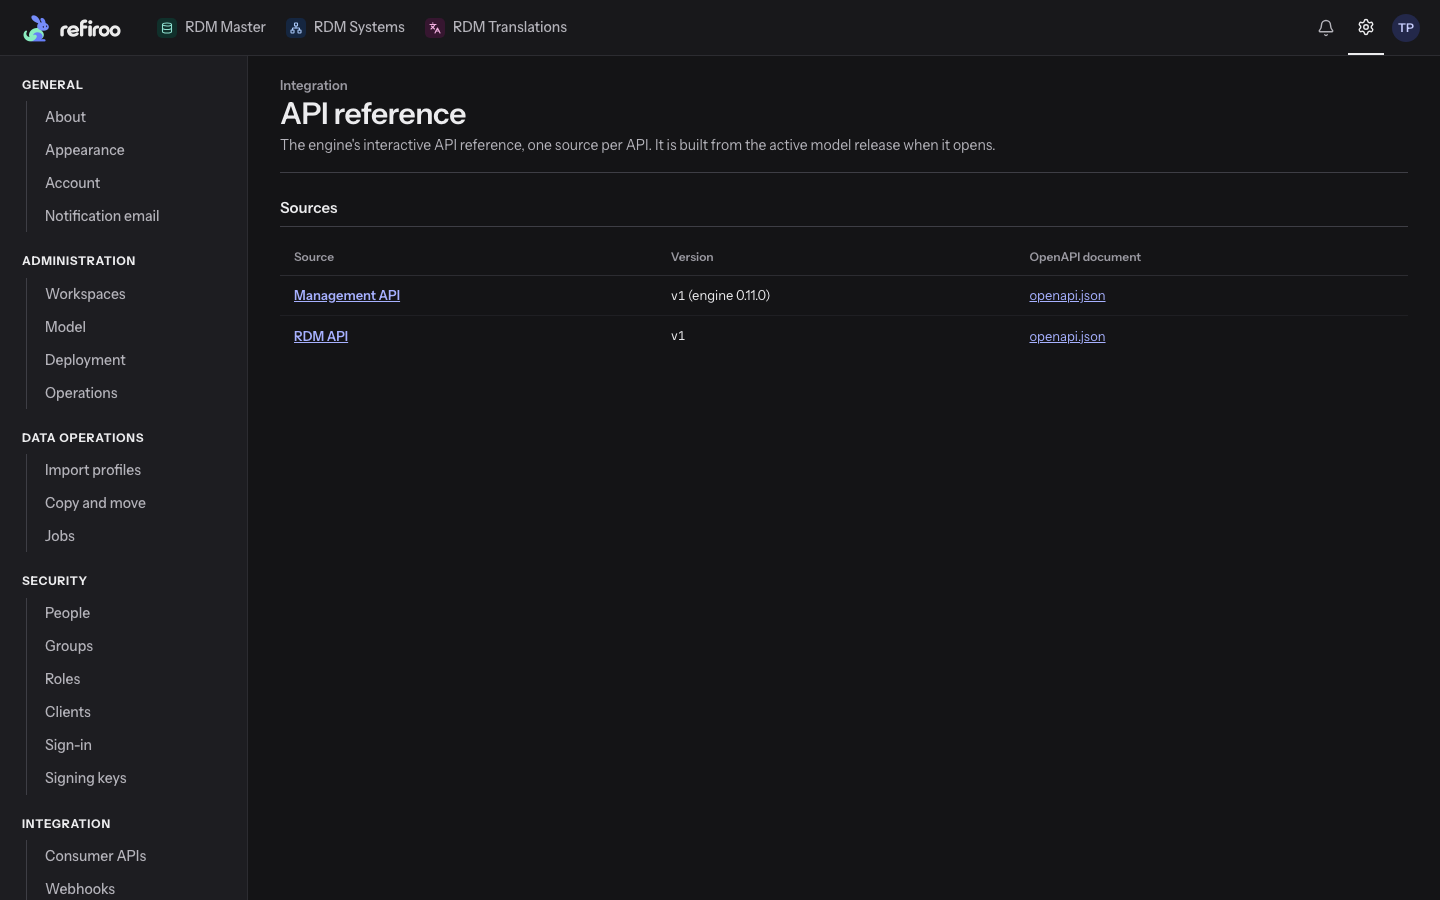 refiroo
RDM Master
RDM Systems
RDM Translations
TP
GENERAL
About
Appearance
Account
Notification email
ADMINISTRATION
Workspaces
Model
Deployment
Operations
DATA OPERATIONS
Import profiles
Copy and move
Jobs
SECURITY
People
Groups
Roles
Clients
Sign-in
Signing keys
INTEGRATION
Consumer APIs
Webhooks
Integration
API reference
The engine's interactive API reference, one source per API. It is built from the active model release when it opens.
Sources
Source Version OpenAPI document
Management API v1 (engine 0.11.0) openapi.json
RDM API v1 openapi.json